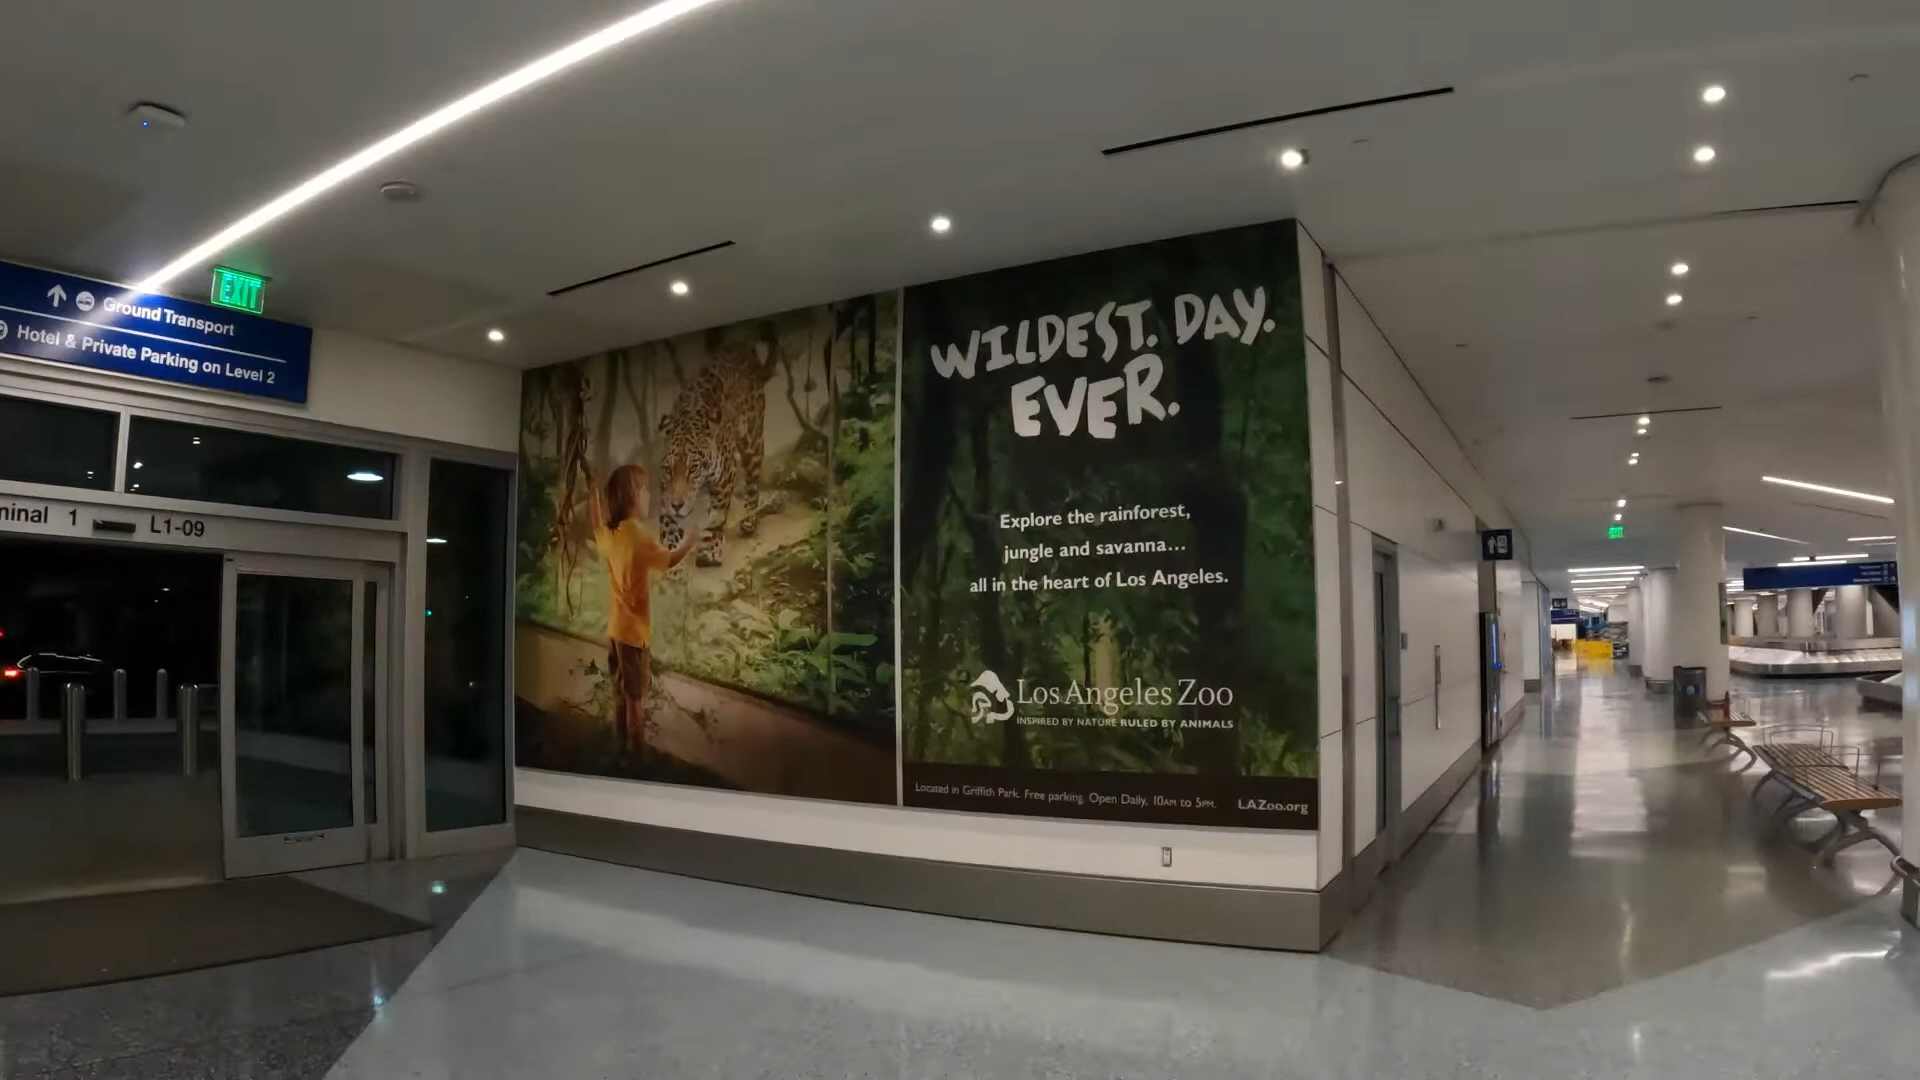 EXIT
Ground Transport
Hotel & Private Parking on Level 2
minal 1 L1-09
WILDEST. DAY.
EVER.
Explore the rainforest,
jungle and savanna...
all in the heart of Los Angeles.
Los Angeles Zoo
INSPIRED BY NATURE RULED BY ANIMALS
Located in Griffith Park. Free parking. Open Daily, 10AM to 5PM. LAZoo.org
EXIT